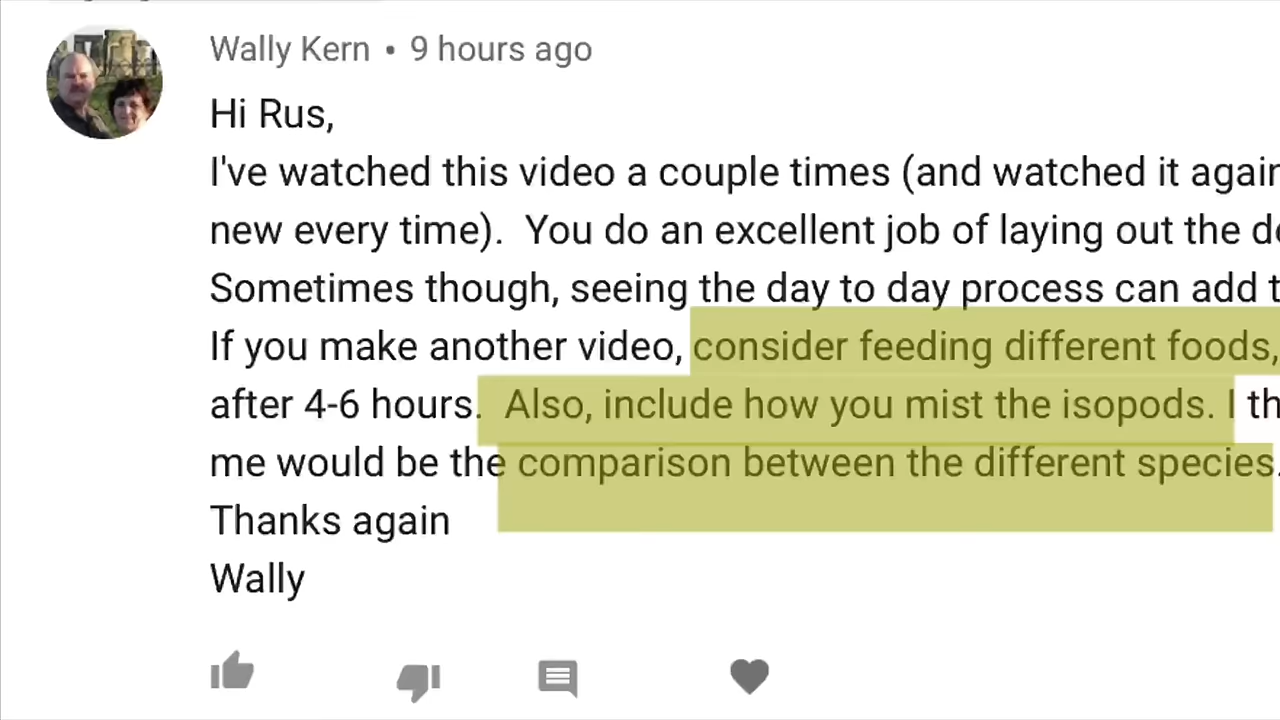 Wally Kern • 9 hours ago
Hi Rus,
I've watched this video a couple times (and watched it again
new every time).  You do an excellent job of laying out the
Sometimes though, seeing the day to day process can add
If you make another video, consider feeding different foods,
after 4-6 hours.  Also, include how you mist the isopods. I
me would be the comparison between the different species.
Thanks again
Wally